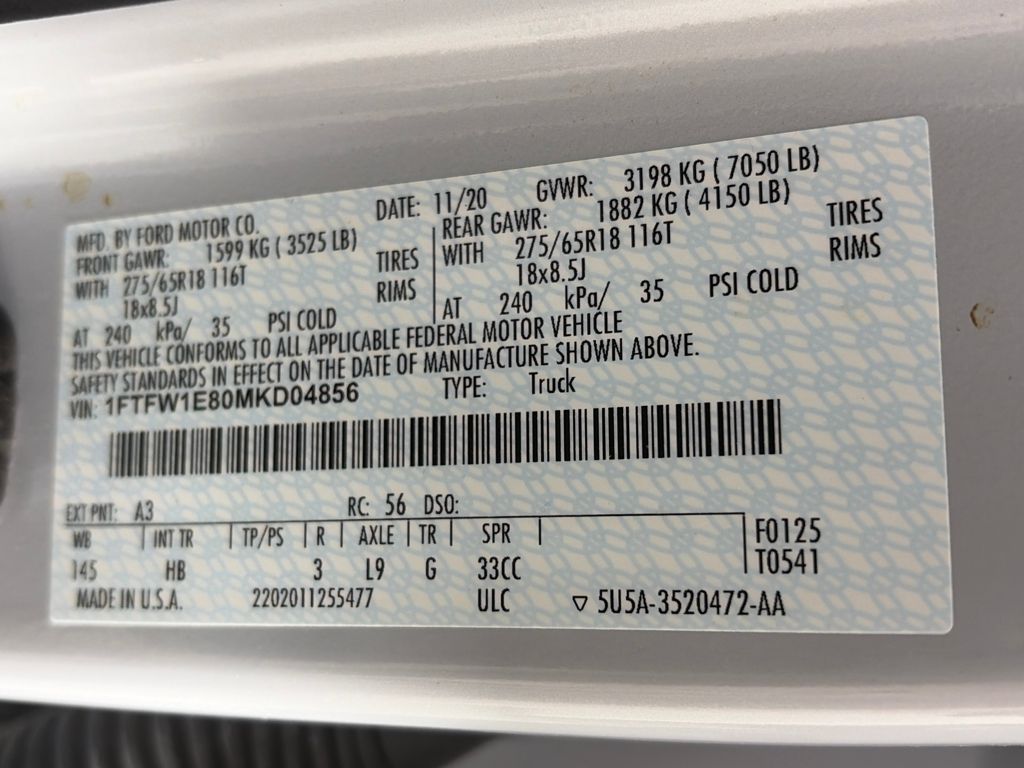 MFD. BY FORD MOTOR CO. DATE: 11/20 GVWR: 3198 KG ( 7050 LB)
FRONT GAWR: 1599 KG ( 3525 LB) REAR GAWR: 1882 KG ( 4150 LB)
WITH 275/65R18 116T TIRES WITH 275/65R18 116T TIRES
18x8.5J RIMS 18x8.5J RIMS
AT 240 kPa/ 35 PSI COLD AT 240 kPa/ 35 PSI COLD
THIS VEHICLE CONFORMS TO ALL APPLICABLE FEDERAL MOTOR VEHICLE
SAFETY STANDARDS IN EFFECT ON THE DATE OF MANUFACTURE SHOWN ABOVE.
VIN: 1FTFW1E80MKD04856 TYPE: Truck
EXT PNT: A3 RC: 56 DSO:
WB INT TR TP/PS R AXLE TR SPR F0125
145 HB 3 L9 G 33CC T0541
MADE IN U.S.A. 2202011255477 ULC ▽ 5U5A-3520472-AA